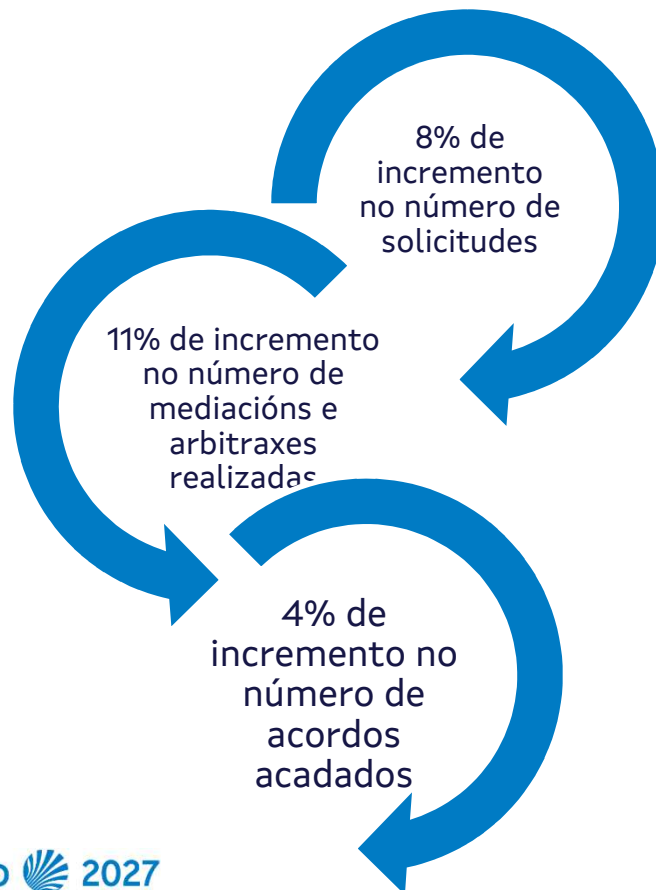 8% de
incremento
no número de
solicitudes
11% de incremento
no número de
mediacións e
arbitraxes
realizadas
4% de
incremento no
número de
acordos
acadados
2027